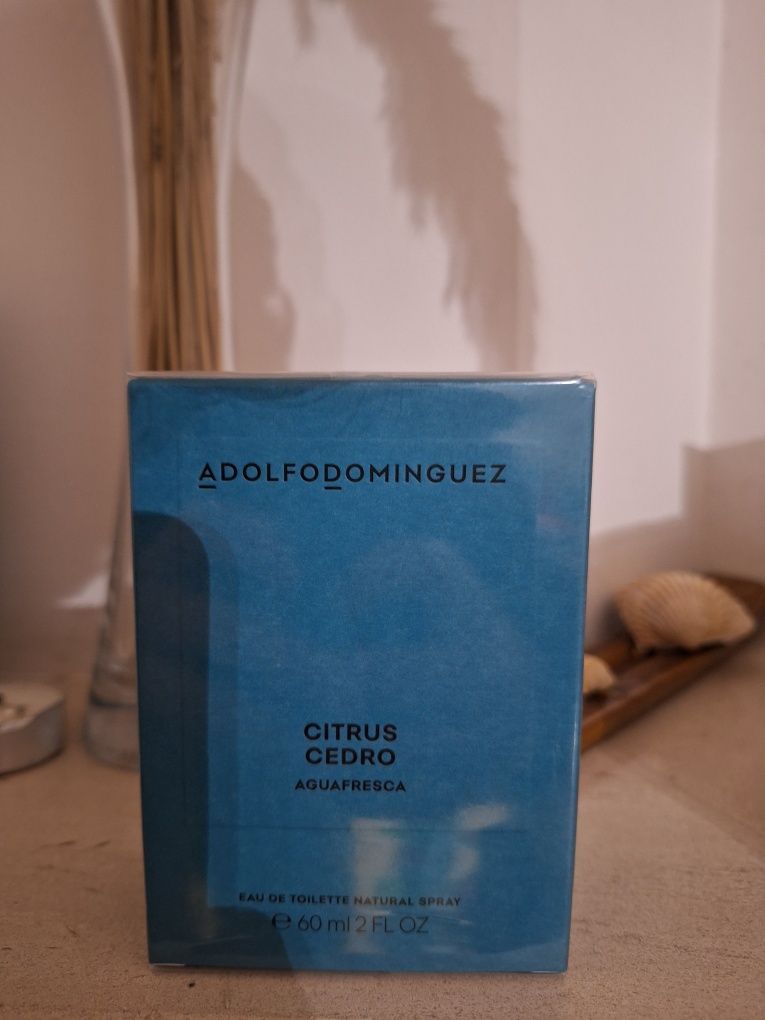 ADOLFODOMINGUEZ
CITRUS
CEDRO
AGUAFRESCA
EAU DE TOILETTE NATURAL SPRAY
℮ 60 ml 2 FL OZ